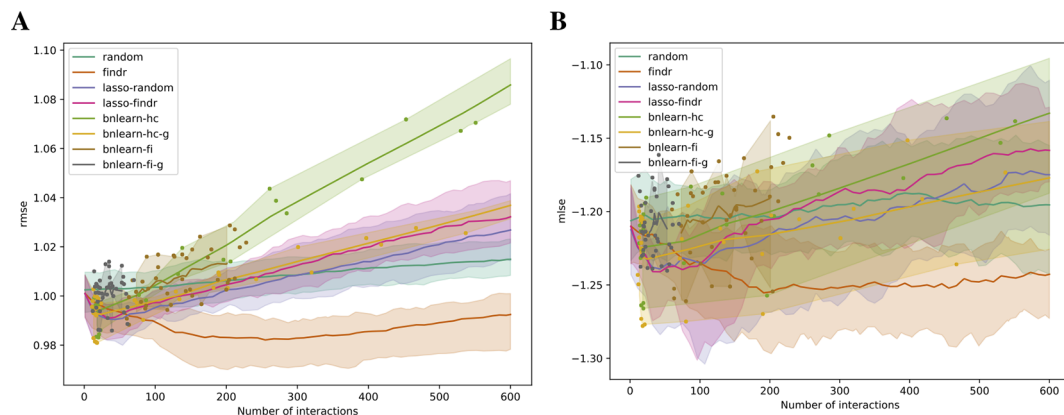 A
1.10
1.08
1.06
1.04
1.02
1.00
0.98
rmse
random
findr
lasso-random
lasso-findr
bnlearn-hc
bnlearn-hc-g
bnlearn-fi
bnlearn-fi-g
0 100 200 300 400 500 600
Number of interactions
B
−1.10
−1.15
−1.20
−1.25
−1.30
mlse
random
findr
lasso-random
lasso-findr
bnlearn-hc
bnlearn-hc-g
bnlearn-fi
bnlearn-fi-g
0 100 200 300 400 500 600
Number of interactions